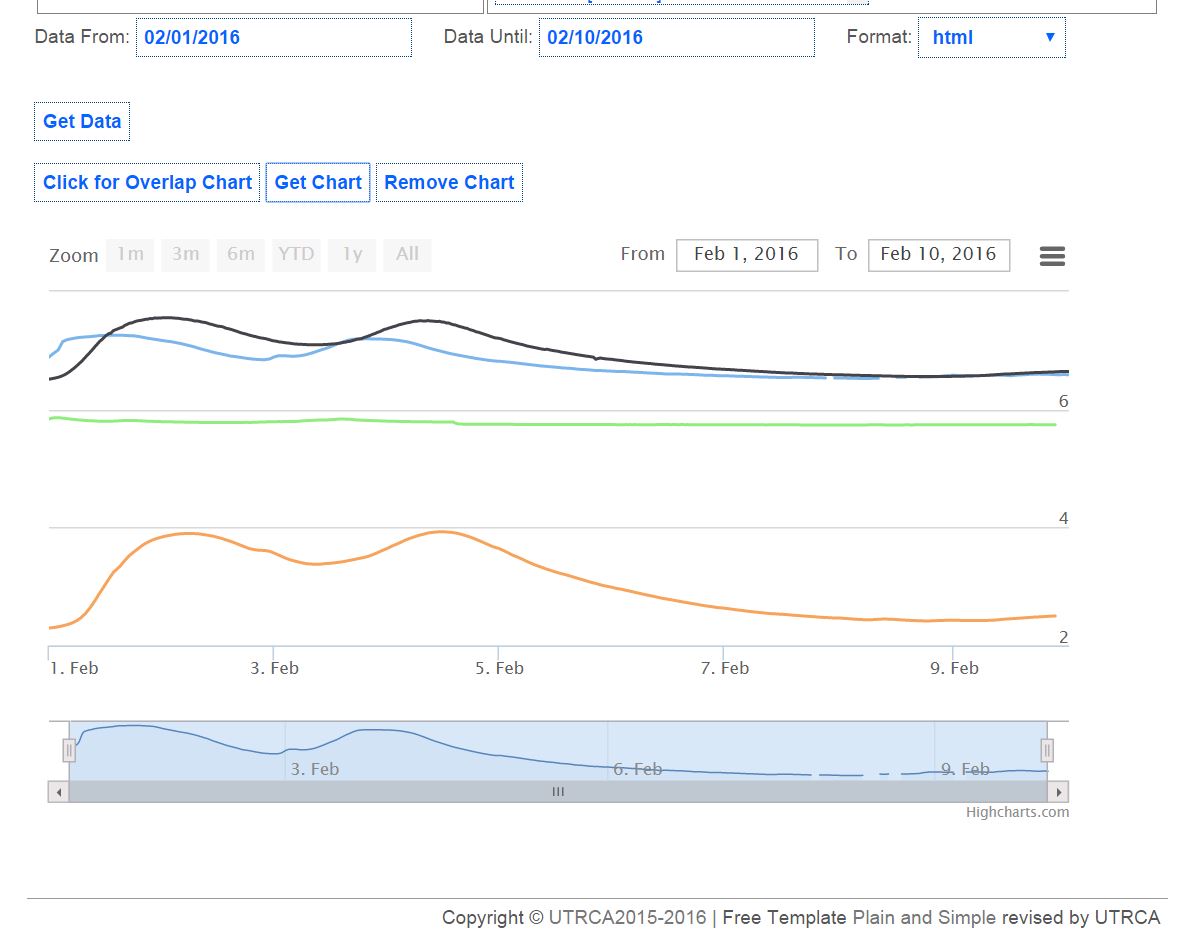 Data From: 02/01/2016 Data Until: 02/10/2016 Format: html
Get Data
Click for Overlap Chart Get Chart Remove Chart
Zoom 1m 3m 6m YTD 1y All From Feb 1, 2016 To Feb 10, 2016
6
4
2
1. Feb 3. Feb 5. Feb 7. Feb 9. Feb
3. Feb 6. Feb 9. Feb
Highcharts.com
Copyright © UTRCA2015-2016 | Free Template Plain and Simple revised by UTRCA